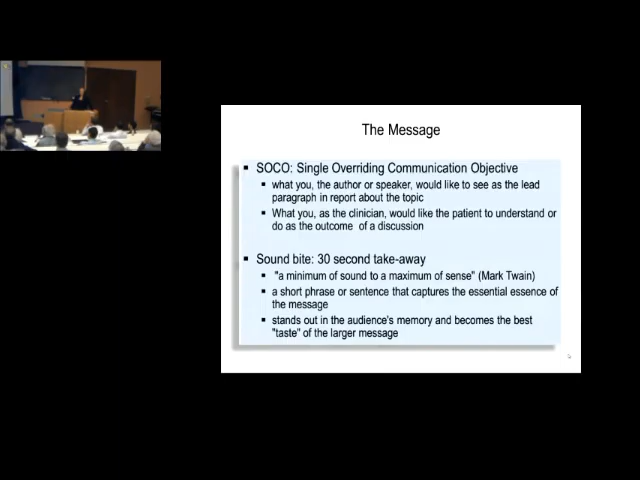 The Message
SOCO: Single Overriding Communication Objective
what you, the author or speaker, would like to see as the lead
paragraph in report about the topic
What you, as the clinician, would like the patient to understand or
do as the outcome of a discussion
Sound bite: 30 second take-away
"a minimum of sound to a maximum of sense" (Mark Twain)
a short phrase or sentence that captures the essential essence of
the message
stands out in the audience's memory and becomes the best
"taste" of the larger message